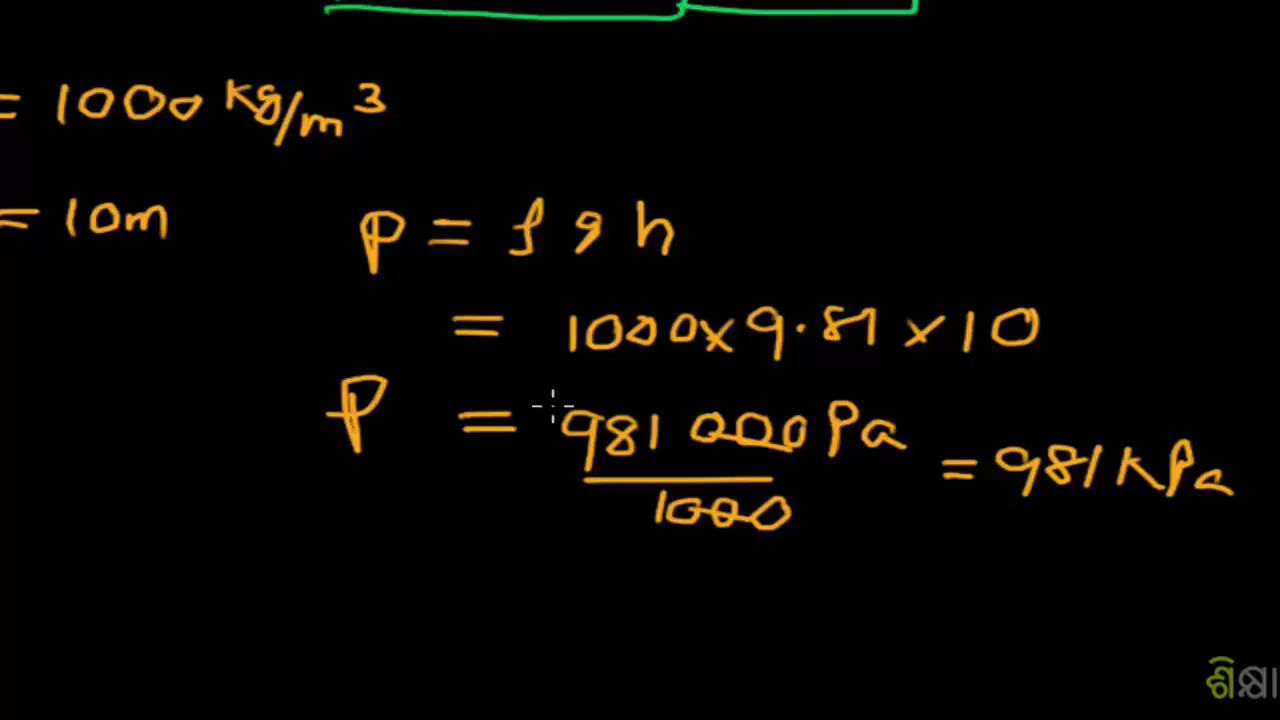 = 1000 kg/m³
= 10m
P = ρ g h
= 1000 × 9.81 × 10
P = 981 000 Pa / 1000 = 981 KPa
ଶିକ୍ଷା